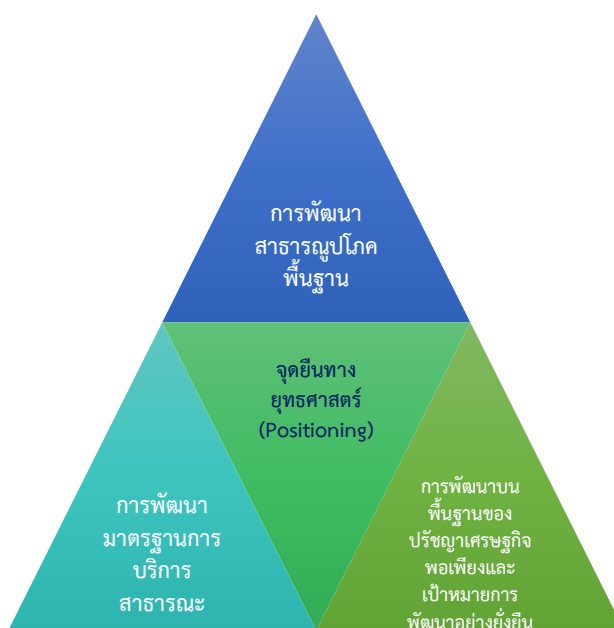 การพัฒนา
สาธารณูปโภค
พื้นฐาน
จุดยืนทาง
ยุทธศาสตร์
(Positioning)
การพัฒนา
มาตรฐานการ
บริการ
สาธารณะ
การพัฒนาบน
พื้นฐานของ
ปรัชญาเศรษฐกิจ
พอเพียงและ
เป้าหมายการ
พัฒนาอย่างยั่งยืน